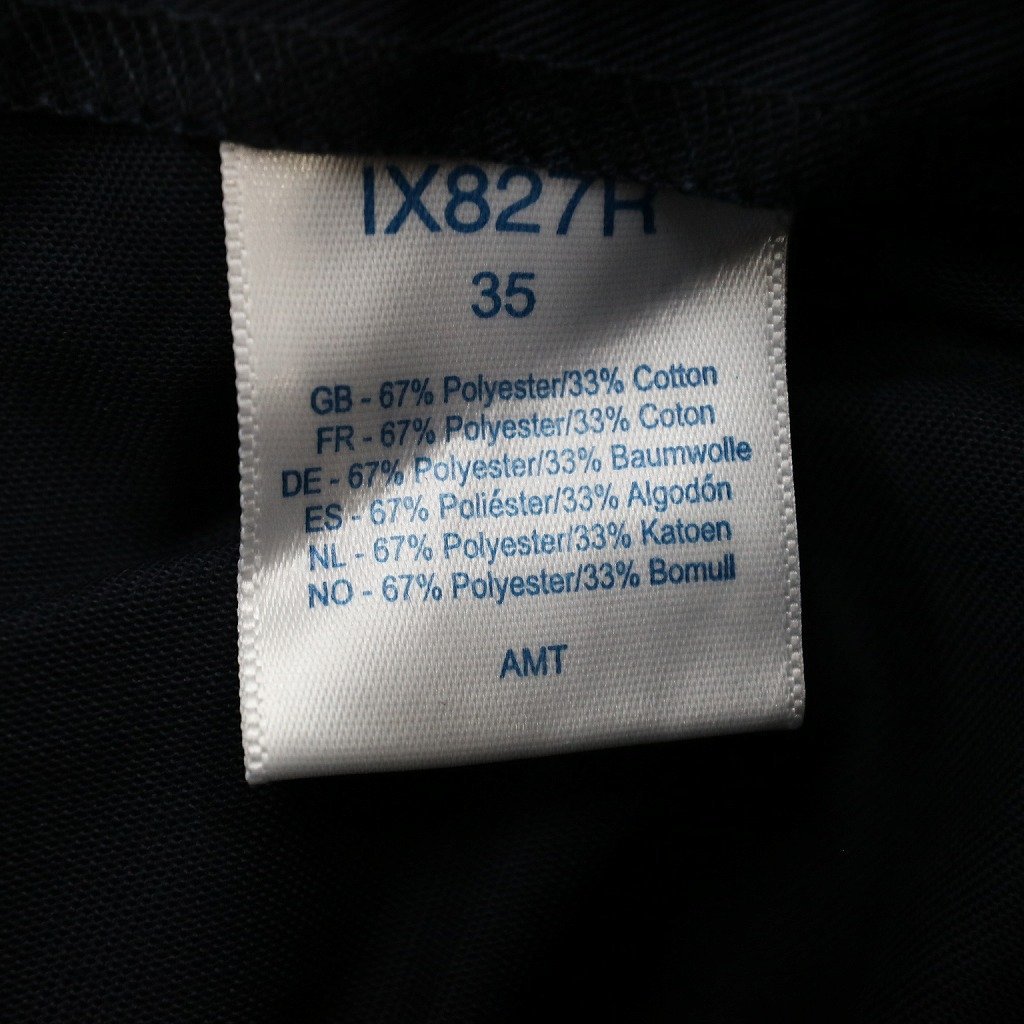 IX827R
35
GB - 67% Polyester/33% Cotton
FR - 67% Polyester/33% Coton
DE - 67% Polyester/33% Baumwolle
ES - 67% Poliéster/33% Algodón
NL - 67% Polyester/33% Katoen
NO - 67% Polyester/33% Bomull
AMT